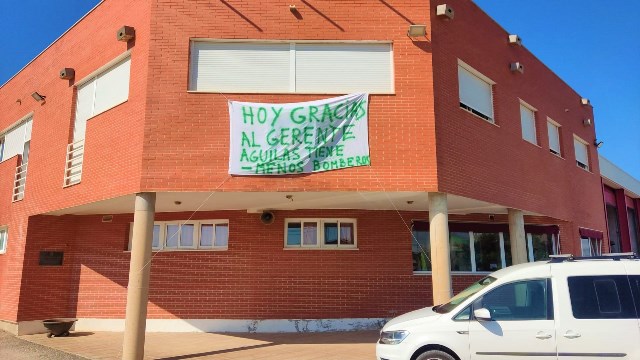 HOY GRACIAS
AL GERENTE
AGUILAS TIENE
- MENOS BOMBEROS